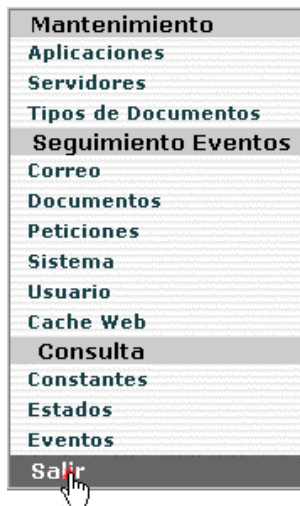 Mantenimiento
Aplicaciones
Servidores
Tipos de Documentos
Seguimiento Eventos
Correo
Documentos
Peticiones
Sistema
Usuario
Cache Web
Consulta
Constantes
Estados
Eventos
Salir